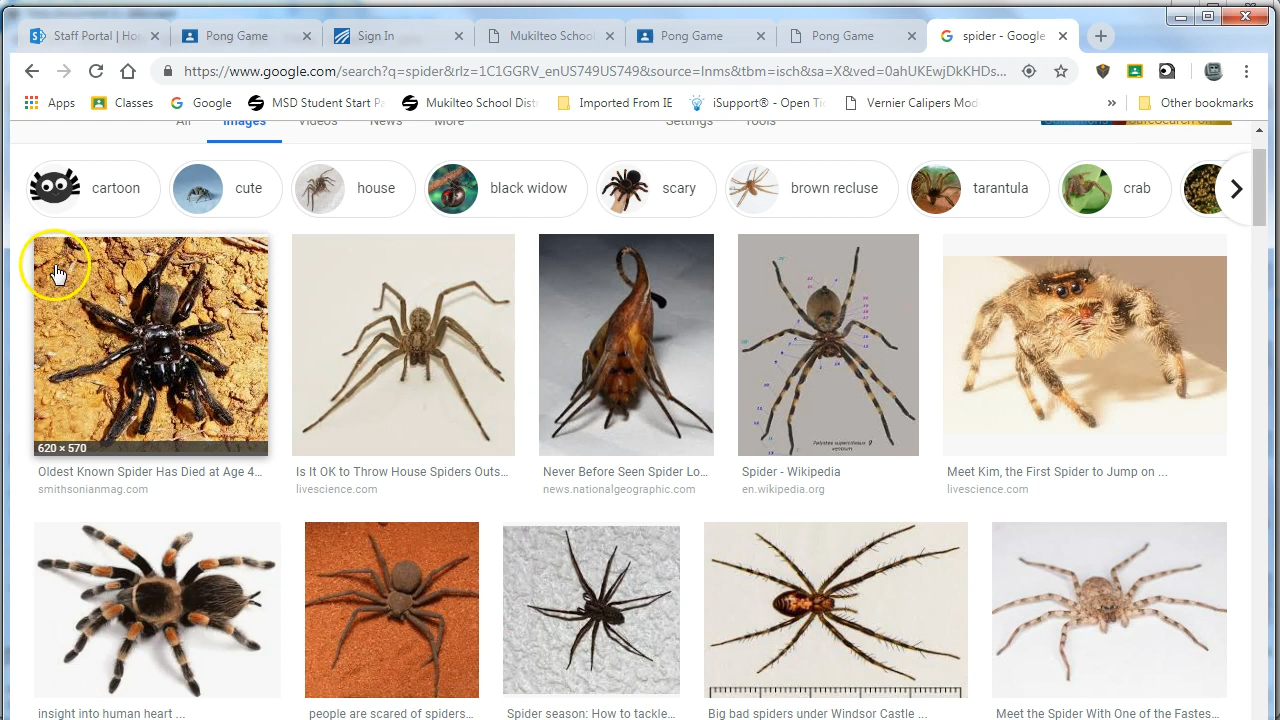 Staff Portal | Ho
Pong Game
Sign In
Mukilteo School
Pong Game
Pong Game
spider - Google
https://www.google.com/search?q=spider&rlz=1C1GGRV_enUS749US749&source=lnms&tbm=isch&sa=X&ved=0ahUKEwiDkKHDs...
Apps
Classes
Google
MSD Student Start Pa
Mukilteo School Distr
Imported From IE
iSupport® - Open Tic
Vernier Calipers Mod
»
Other bookmarks
All
Images
Videos
News
More
Settings
Tools
Collections
SafeSearch on
cartoon
cute
house
black widow
scary
brown recluse
tarantula
crab
620 × 570
Oldest Known Spider Has Died at Age 4...
smithsonianmag.com
Is It OK to Throw House Spiders Outs...
livescience.com
Never Before Seen Spider Lo...
news.nationalgeographic.com
Spider - Wikipedia
en.wikipedia.org
Meet Kim, the First Spider to Jump on ...
livescience.com
insight into human heart ...
people are scared of spiders...
Spider season: How to tackle...
Big bad spiders under Windsor Castle ...
Meet the Spider With One of the Fastes...